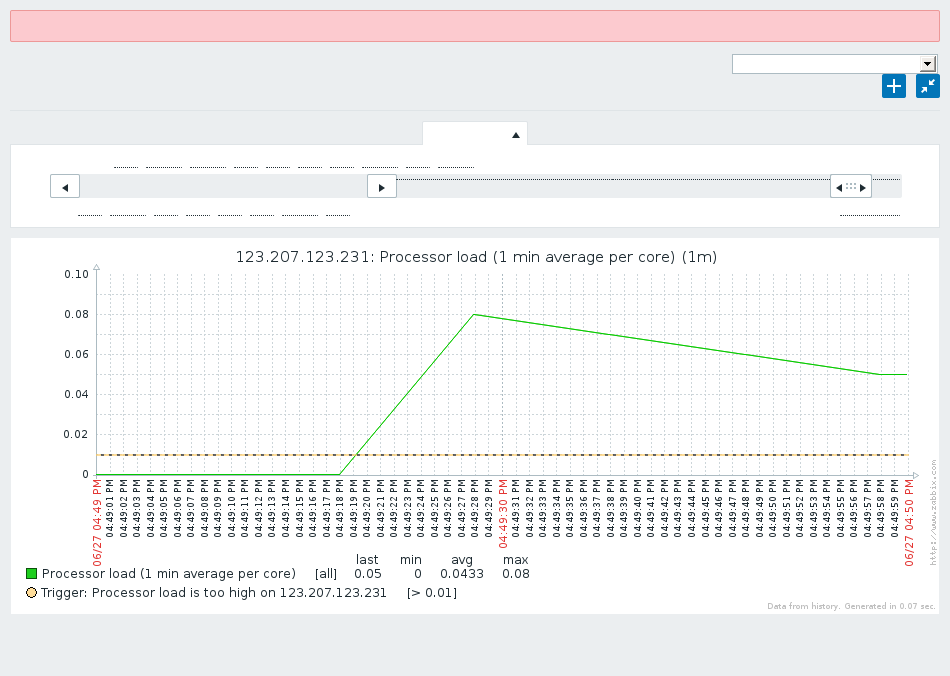 123.207.123.231: Processor load (1 min average per core) (1m)
0.10
0.08
0.06
0.04
0.02
0
06/27 04:49 PM
04:49:01 PM
04:49:02 PM
04:49:03 PM
04:49:04 PM
04:49:05 PM
04:49:06 PM
04:49:07 PM
04:49:08 PM
04:49:09 PM
04:49:10 PM
04:49:11 PM
04:49:12 PM
04:49:13 PM
04:49:14 PM
04:49:15 PM
04:49:16 PM
04:49:17 PM
04:49:18 PM
04:49:19 PM
04:49:20 PM
04:49:21 PM
04:49:22 PM
04:49:23 PM
04:49:24 PM
04:49:25 PM
04:49:26 PM
04:49:27 PM
04:49:28 PM
04:49:29 PM
04:49:30 PM
04:49:31 PM
04:49:32 PM
04:49:33 PM
04:49:34 PM
04:49:35 PM
04:49:36 PM
04:49:37 PM
04:49:38 PM
04:49:39 PM
04:49:40 PM
04:49:41 PM
04:49:42 PM
04:49:43 PM
04:49:44 PM
04:49:45 PM
04:49:46 PM
04:49:47 PM
04:49:48 PM
04:49:49 PM
04:49:50 PM
04:49:51 PM
04:49:52 PM
04:49:53 PM
04:49:54 PM
04:49:55 PM
04:49:56 PM
04:49:57 PM
04:49:58 PM
04:49:59 PM
06/27 04:50 PM
http://www.zabbix.com
last min avg max
Processor load (1 min average per core) [all] 0.05 0 0.0433 0.08
Trigger: Processor load is too high on 123.207.123.231 [> 0.01]
Data from history. Generated in 0.07 sec.